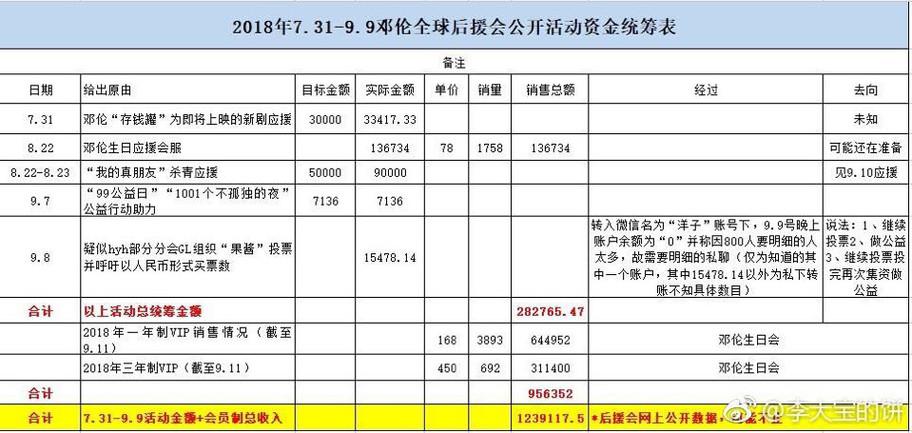 2018年7.31-9.9邓伦全球后援会公开活动资金统筹表
备注
日期 给出原由 目标金额 实际金额 单价 销量 销售总额 经过 去向
7.31 邓伦“存钱罐”为即将上映的新剧应援 30000 33417.33 未知
8.22 邓伦生日应援会服 136734 78 1758 136734 可能还在准备
8.22-8.23 “我的真朋友”杀青应援 50000 90000 见9.10应援
9.7 “99公益日”“1001个不孤独的夜”
公益行动助力 7136 7136
9.8 疑似hyh部分分会GL组织“果酱”投票
并呼吁以人民币形式买票数 15478.14
转入微信名为“洋子”账号下，9.9号晚上
账户余额为“0”并称因800人要明细的人
太多，故需要明细的私聊（仅为知道的其
中一个账户，其中15478.14以外为私下转
账不知具体数目）
说法：1、继续
投票2、做公益
3、继续投票投
完再次集资做
公益
合计 以上活动总统筹金额 282765.47
2018年一年制VIP 销售情况（截至
9.11） 168 3893 644952 邓伦生日会
2018年三年制VIP（截至9.11） 450 692 311400 邓伦生日会
合计 956352
合计 7.31-9.9活动金额+会员制总收入 1239117.5 *后援会网上公开数据，
@李大宝的饼